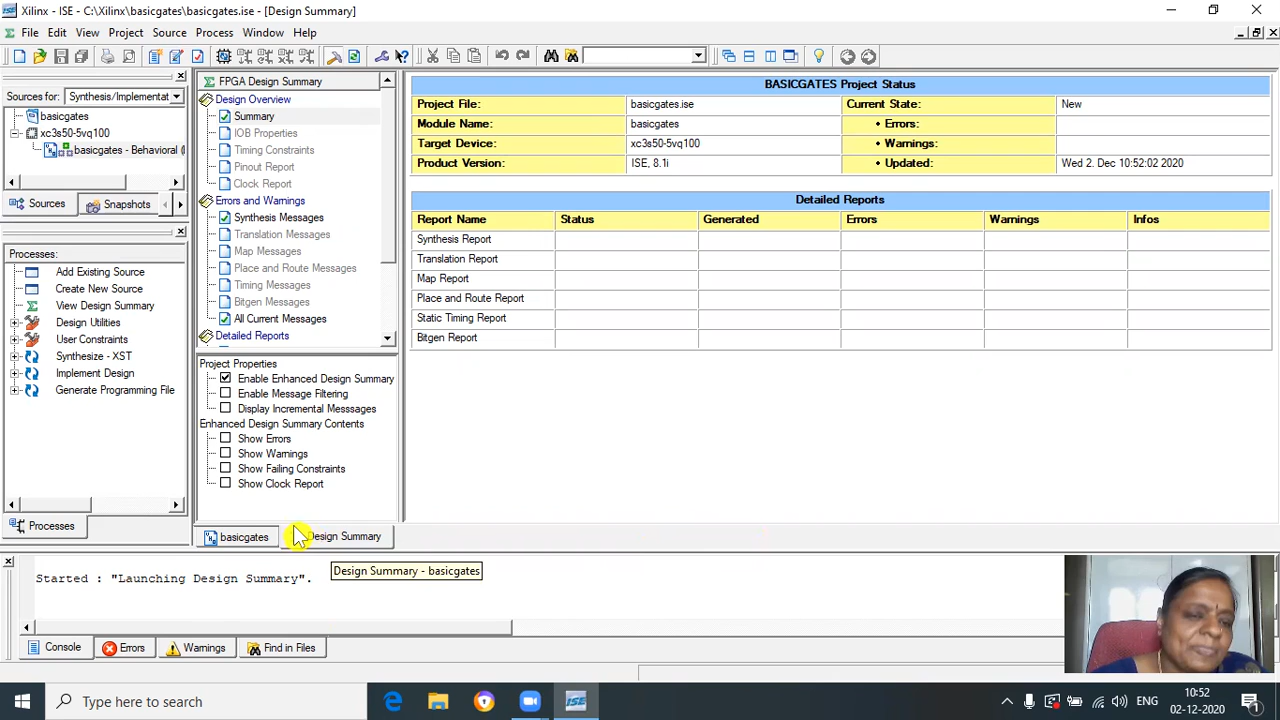 Xilinx - ISE - C:\Xilinx\basicgates\basicgates.ise - [Design Summary]
File Edit View Project Source Process Window Help
Sources for: Synthesis/Implementat
basicgates
xc3s50-5vq100
basicgates - Behavioral (
Sources Snapshots
Processes:
Add Existing Source
Create New Source
View Design Summary
Design Utilities
User Constraints
Synthesize - XST
Implement Design
Generate Programming File
Processes
FPGA Design Summary
Design Overview
Summary
IOB Properties
Timing Constraints
Pinout Report
Clock Report
Errors and Warnings
Synthesis Messages
Translation Messages
Map Messages
Place and Route Messages
Timing Messages
Bitgen Messages
All Current Messages
Detailed Reports
Project Properties
Enable Enhanced Design Summary
Enable Message Filtering
Display Incremental Messsages
Enhanced Design Summary Contents
Show Errors
Show Warnings
Show Failing Constraints
Show Clock Report
basicgates Design Summary
BASICGATES Project Status
Project File: basicgates.ise Current State: New
Module Name: basicgates • Errors:
Target Device: xc3s50-5vq100 • Warnings:
Product Version: ISE, 8.1i • Updated: Wed 2. Dec 10:52:02 2020
Detailed Reports
Report Name Status Generated Errors Warnings Infos
Synthesis Report
Translation Report
Map Report
Place and Route Report
Static Timing Report
Bitgen Report
Design Summary - basicgates
Started : "Launching Design Summary".
Console Errors Warnings Find in Files
Type here to search
ISE
ENG
10:52
02-12-2020
1